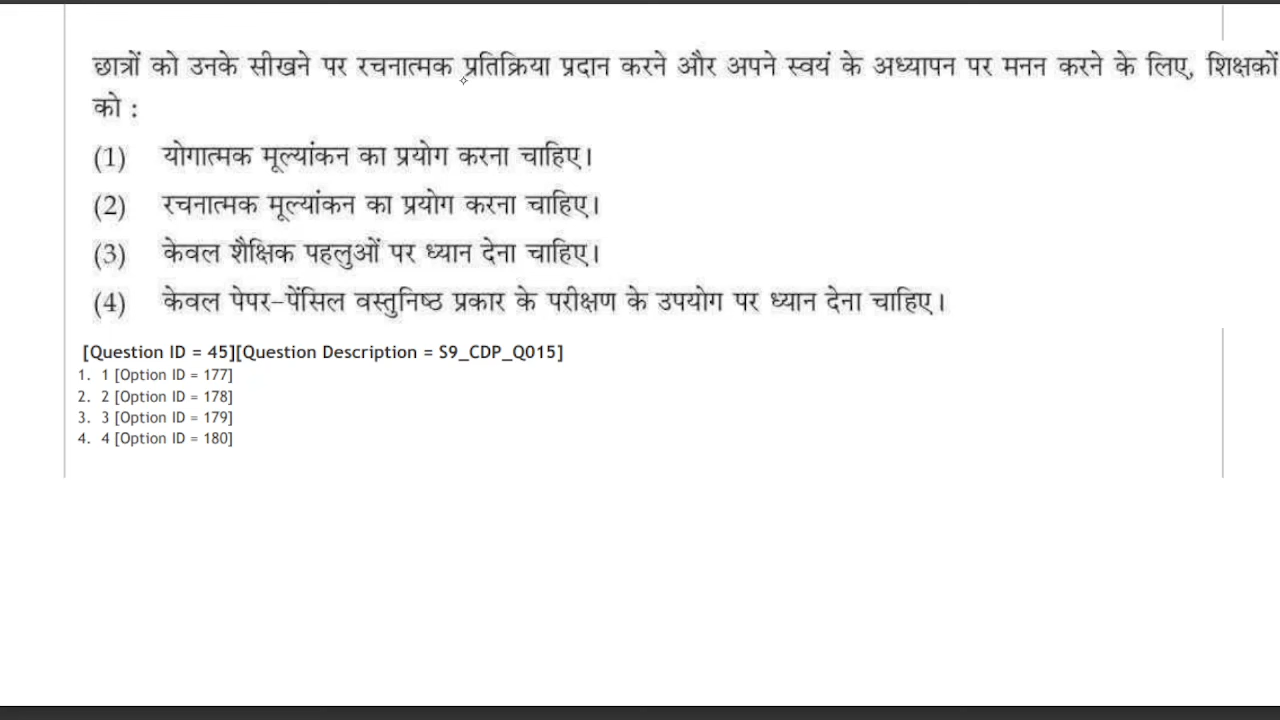 छात्रों को उनके सीखने पर रचनात्मक प्रतिक्रिया प्रदान करने और अपने स्वयं के अध्यापन पर मनन करने के लिए, शिक्षकों
को :
(1) योगात्मक मूल्यांकन का प्रयोग करना चाहिए।
(2) रचनात्मक मूल्यांकन का प्रयोग करना चाहिए।
(3) केवल शैक्षिक पहलुओं पर ध्यान देना चाहिए।
(4) केवल पेपर-पेंसिल वस्तुनिष्ठ प्रकार के परीक्षण के उपयोग पर ध्यान देना चाहिए।
[Question ID = 45][Question Description = S9_CDP_Q015]
1. 1 [Option ID = 177]
2. 2 [Option ID = 178]
3. 3 [Option ID = 179]
4. 4 [Option ID = 180]